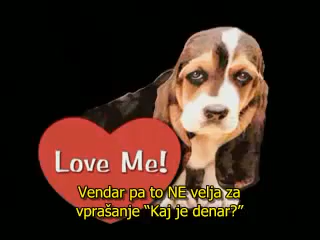 Love Me!
Vendar pa to NE velja za
vprašanje “Kaj je denar?”